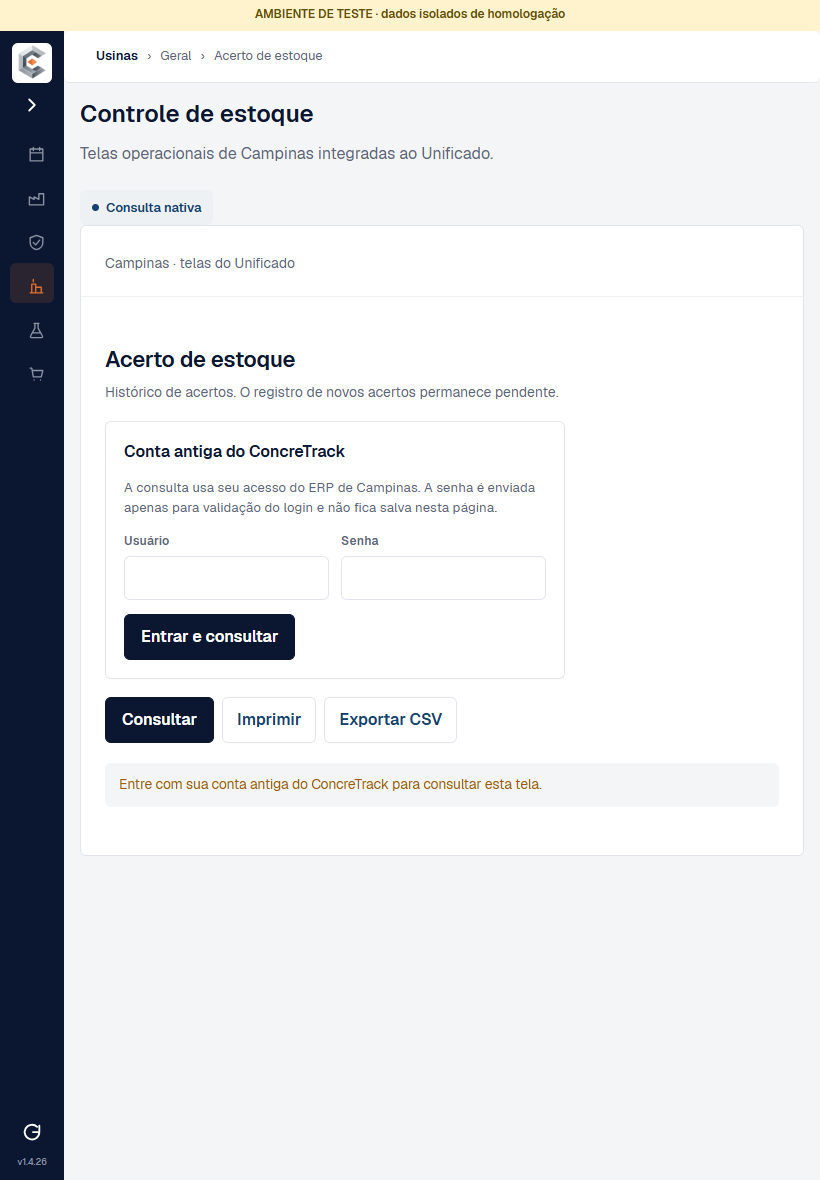 AMBIENTE DE TESTE · dados isolados de homologação
Usinas › Geral › Acerto de estoque
Controle de estoque
Telas operacionais de Campinas integradas ao Unificado.
Consulta nativa
Campinas · telas do Unificado
Acerto de estoque
Histórico de acertos. O registro de novos acertos permanece pendente.
Conta antiga do ConcreTrack
A consulta usa seu acesso do ERP de Campinas. A senha é enviada
apenas para validação do login e não fica salva nesta página.
Usuário Senha
Entrar e consultar
Consultar Imprimir Exportar CSV
Entre com sua conta antiga do ConcreTrack para consultar esta tela.
v1.4.26